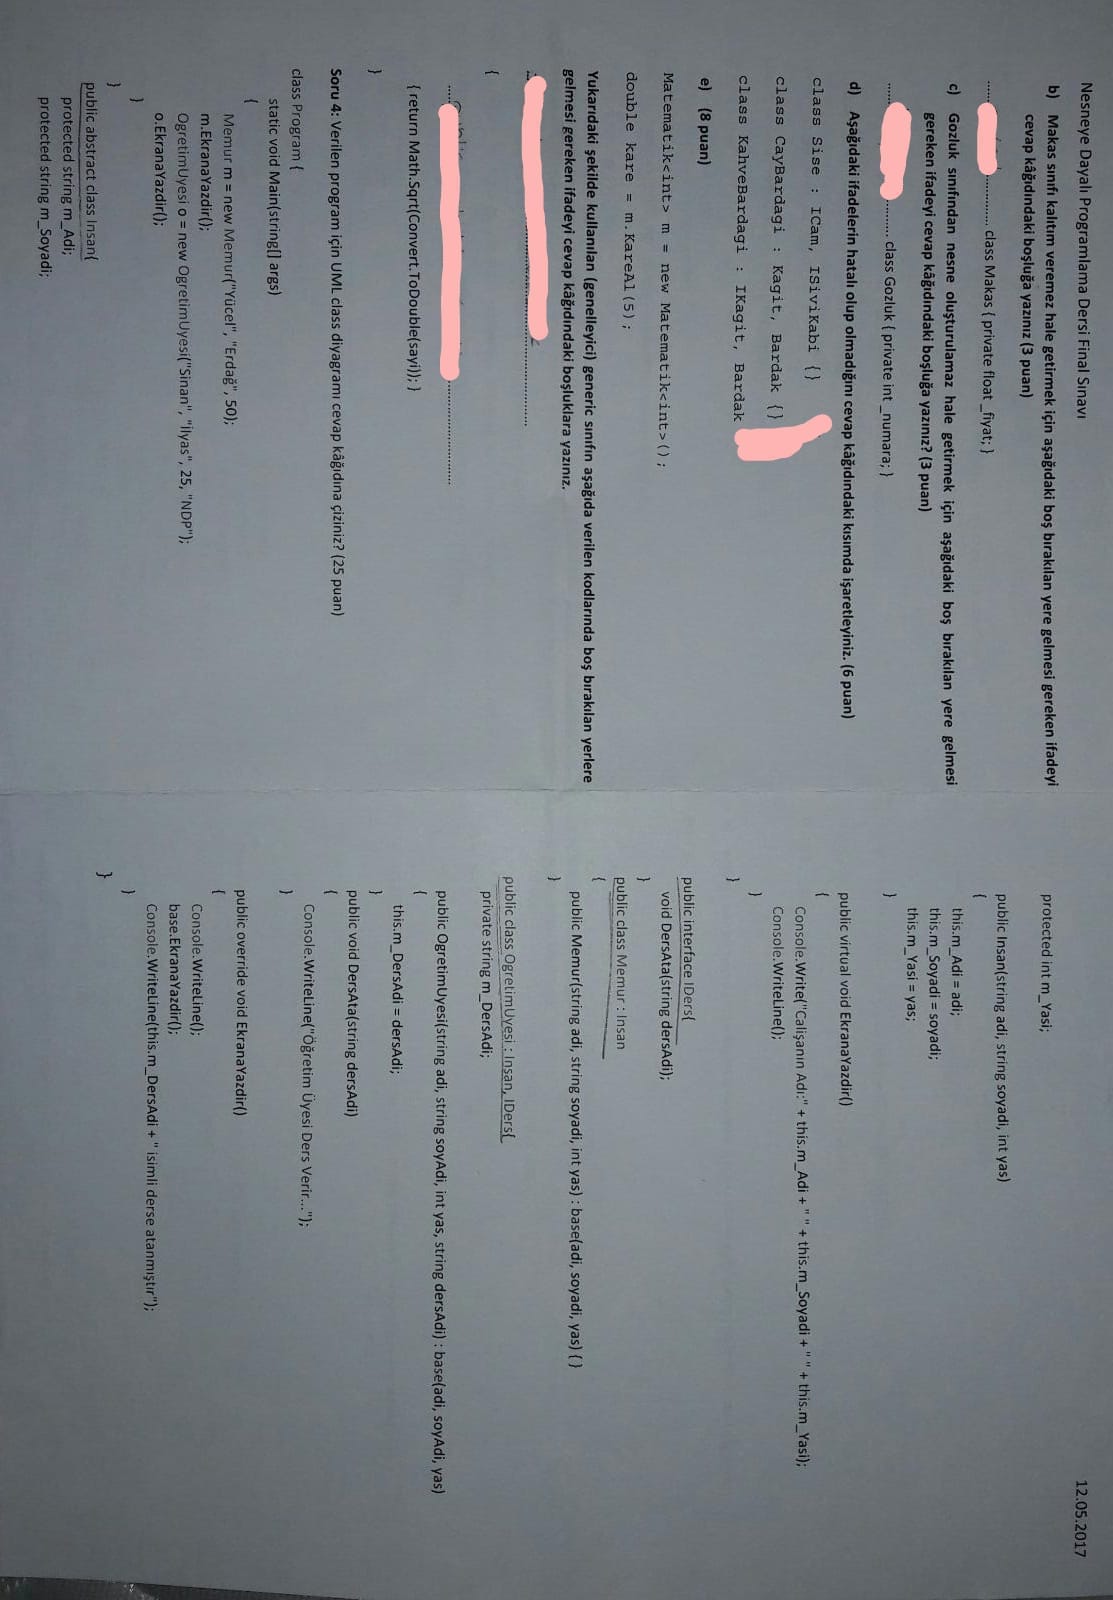 Nesneye Dayalı Programlama Dersi Final Sınavı
12.05.2017
b) Makas sınıfı kalıtım veremez hale getirmek için aşağıdaki boş bırakılan yere gelmesi gereken ifadeyi
cevap kâğıdındaki boşluğa yazınız (3 puan)
...... ............. class Makas { private float _fiyat; }
c) Gozluk sınıfından nesne oluşturulamaz hale getirmek için aşağıdaki boş bırakılan yere gelmesi
gereken ifadeyi cevap kâğıdındaki boşluğa yazınız? (3 puan)
...... .......... class Gozluk { private int _numara; }
d) Aşağıdaki ifadelerin hatalı olup olmadığını cevap kâğıdındaki kısımda işaretleyiniz. (6 puan)
class Sise : ICam, ISiviKabi {}
class CayBardagi : Kagit, Bardak {}
class KahveBardagi : IKagit, Bardak
e) (8 puan)
Matematik<int> m = new Matematik<int>();
double kare = m.KareAl(5);
Yukarıdaki şekilde kullanılan (genelleyici) generic sınıfın aşağıda verilen kodlarında boş bırakılan yerlere
gelmesi gereken ifadeyi cevap kâğıdındaki boşluklara yazınız.
{
{return Math.Sqrt(Convert.ToDouble(sayi)); }
}
Soru 4: Verilen program için UML class diyagramı cevap kâğıdına çiziniz? (25 puan)
class Program {
static void Main(string[] args)
{
Memur m = new Memur("Yücel", "Erdağ", 50);
m.EkranaYazdir();
OgretimUyesi o = new OgretimUyesi("Sinan", "İlyas", 25, "NDP");
o.EkranaYazdir();
}
}
public abstract class Insan{
protected string m_Adi;
protected string m_Soyadi;
protected int m_Yasi;
public Insan(string adi, string soyadi, int yas)
{
this.m_Adi = adi;
this.m_Soyadi = soyadi;
this.m_Yasi = yas;
}
public virtual void EkranaYazdir()
{
Console.Write("Calişanın Adı:" + this.m_Adi + " " + this.m_Soyadi + " " + this.m_Yasi);
Console.WriteLine();
}
}
public interface IDers{
void DersAta(string dersAdi);
}
public class Memur : Insan
{
public Memur(string adi, string soyadi, int yas) : base(adi, soyadi, yas) { }
}
public class OgretimUyesi : Insan, IDers{
private string m_DersAdi;
public OgretimUyesi(string adi, string soyAdi, int yas, string dersAdi) : base(adi, soyAdi, yas)
{
this.m_DersAdi = dersAdi;
}
public void DersAta(string dersAdi)
{
Console.WriteLine("Öğretim Üyesi Ders Verir...");
}
public override void EkranaYazdir()
{
Console.WriteLine();
base.EkranaYazdir();
Console.WriteLine(this.m_DersAdi + " isimli derse atanmıştır");
}
}